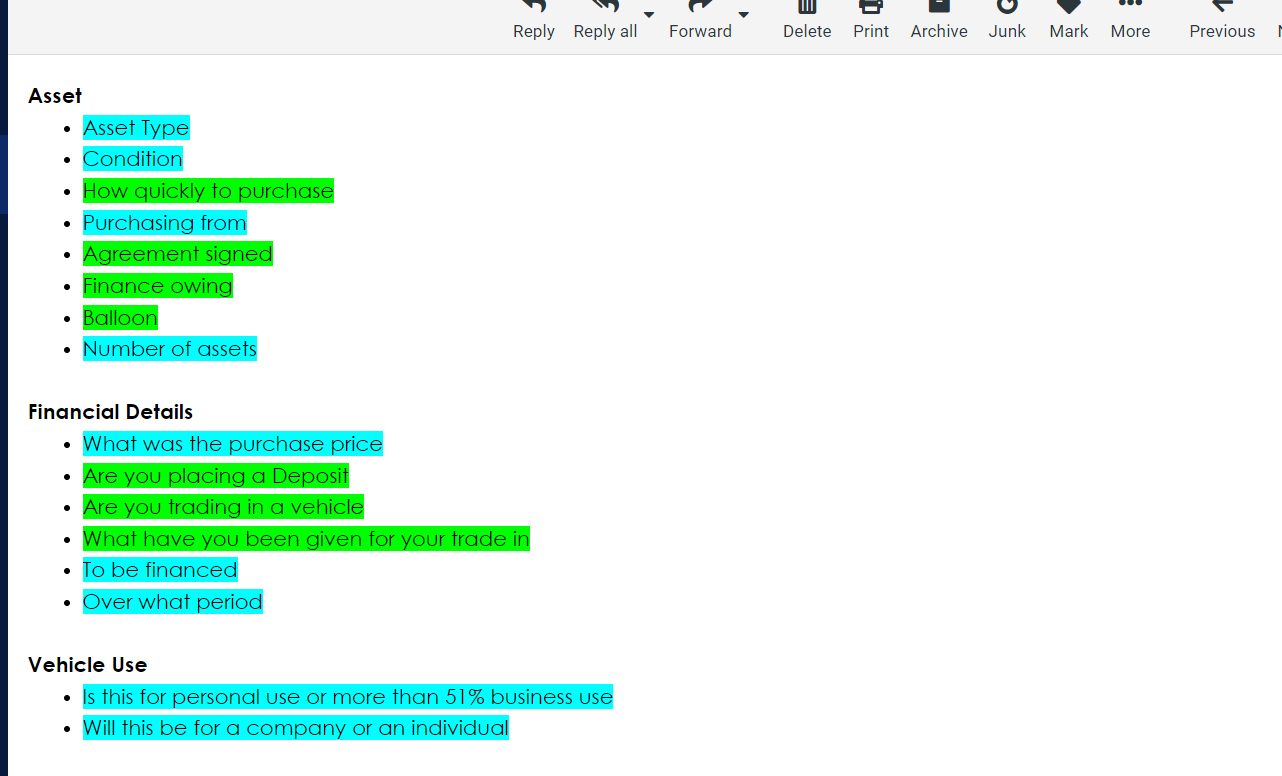 Reply Reply all Forward Delete Print Archive Junk Mark More Previous
Asset
Asset Type
Condition
How quickly to purchase
Purchasing from
Agreement signed
Finance owing
Balloon
Number of assets
Financial Details
What was the purchase price
Are you placing a Deposit
Are you trading in a vehicle
What have you been given for your trade in
To be financed
Over what period
Vehicle Use
Is this for personal use or more than 51% business use
Will this be for a company or an individual